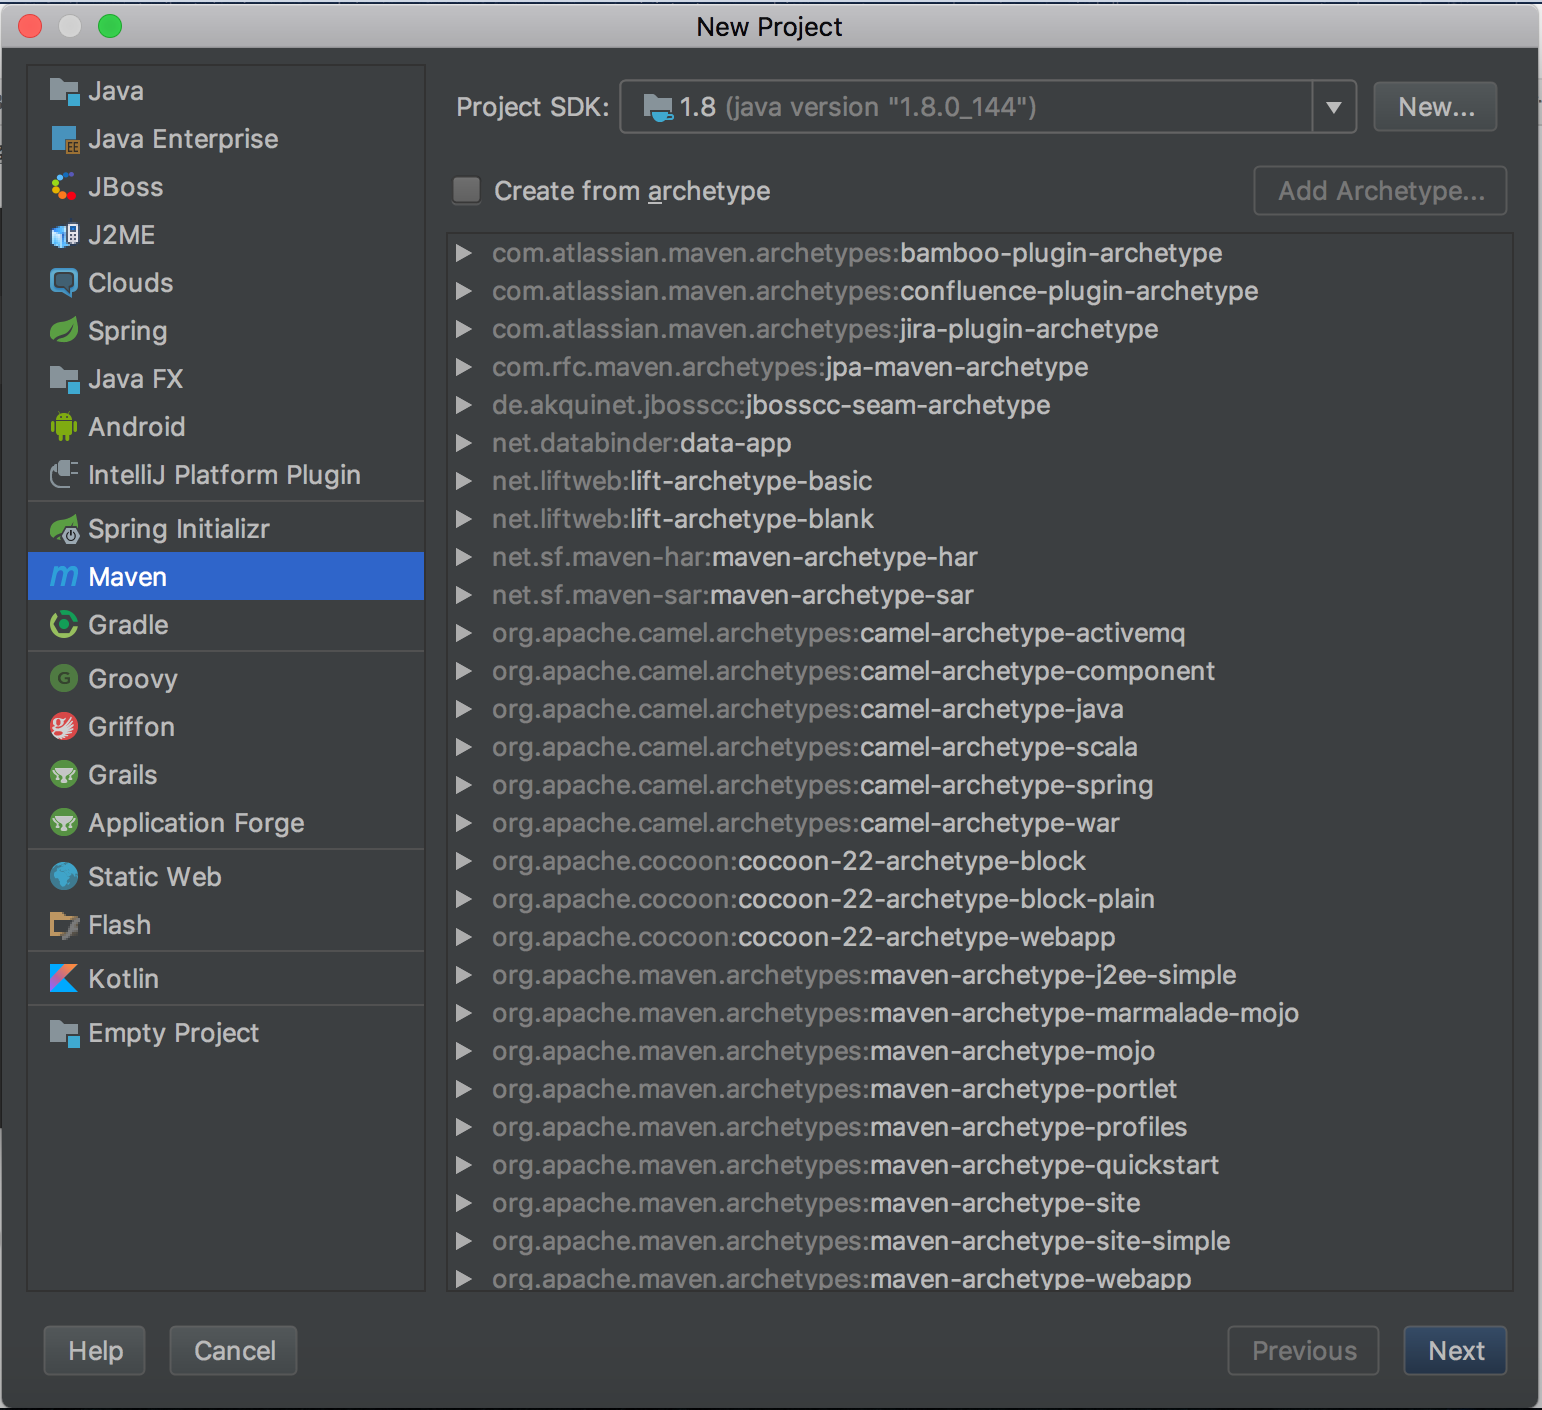 New Project
Java
Java Enterprise
JBoss
J2ME
Clouds
Spring
Java FX
Android
IntelliJ Platform Plugin
Spring Initializr
Maven
Gradle
Groovy
Griffon
Grails
Application Forge
Static Web
Flash
Kotlin
Empty Project
Project SDK: 1.8 (java version "1.8.0_144") New...
Create from archetype Add Archetype...
com.atlassian.maven.archetypes:bamboo-plugin-archetype
com.atlassian.maven.archetypes:confluence-plugin-archetype
com.atlassian.maven.archetypes:jira-plugin-archetype
com.rfc.maven.archetypes:jpa-maven-archetype
de.akquinet.jbosscc:jbosscc-seam-archetype
net.databinder:data-app
net.liftweb:lift-archetype-basic
net.liftweb:lift-archetype-blank
net.sf.maven-har:maven-archetype-har
net.sf.maven-sar:maven-archetype-sar
org.apache.camel.archetypes:camel-archetype-activemq
org.apache.camel.archetypes:camel-archetype-component
org.apache.camel.archetypes:camel-archetype-java
org.apache.camel.archetypes:camel-archetype-scala
org.apache.camel.archetypes:camel-archetype-spring
org.apache.camel.archetypes:camel-archetype-war
org.apache.cocoon:cocoon-22-archetype-block
org.apache.cocoon:cocoon-22-archetype-block-plain
org.apache.cocoon:cocoon-22-archetype-webapp
org.apache.maven.archetypes:maven-archetype-j2ee-simple
org.apache.maven.archetypes:maven-archetype-marmalade-mojo
org.apache.maven.archetypes:maven-archetype-mojo
org.apache.maven.archetypes:maven-archetype-portlet
org.apache.maven.archetypes:maven-archetype-profiles
org.apache.maven.archetypes:maven-archetype-quickstart
org.apache.maven.archetypes:maven-archetype-site
org.apache.maven.archetypes:maven-archetype-site-simple
org.apache.maven.archetypes:maven-archetype-webapp
Help Cancel Previous Next